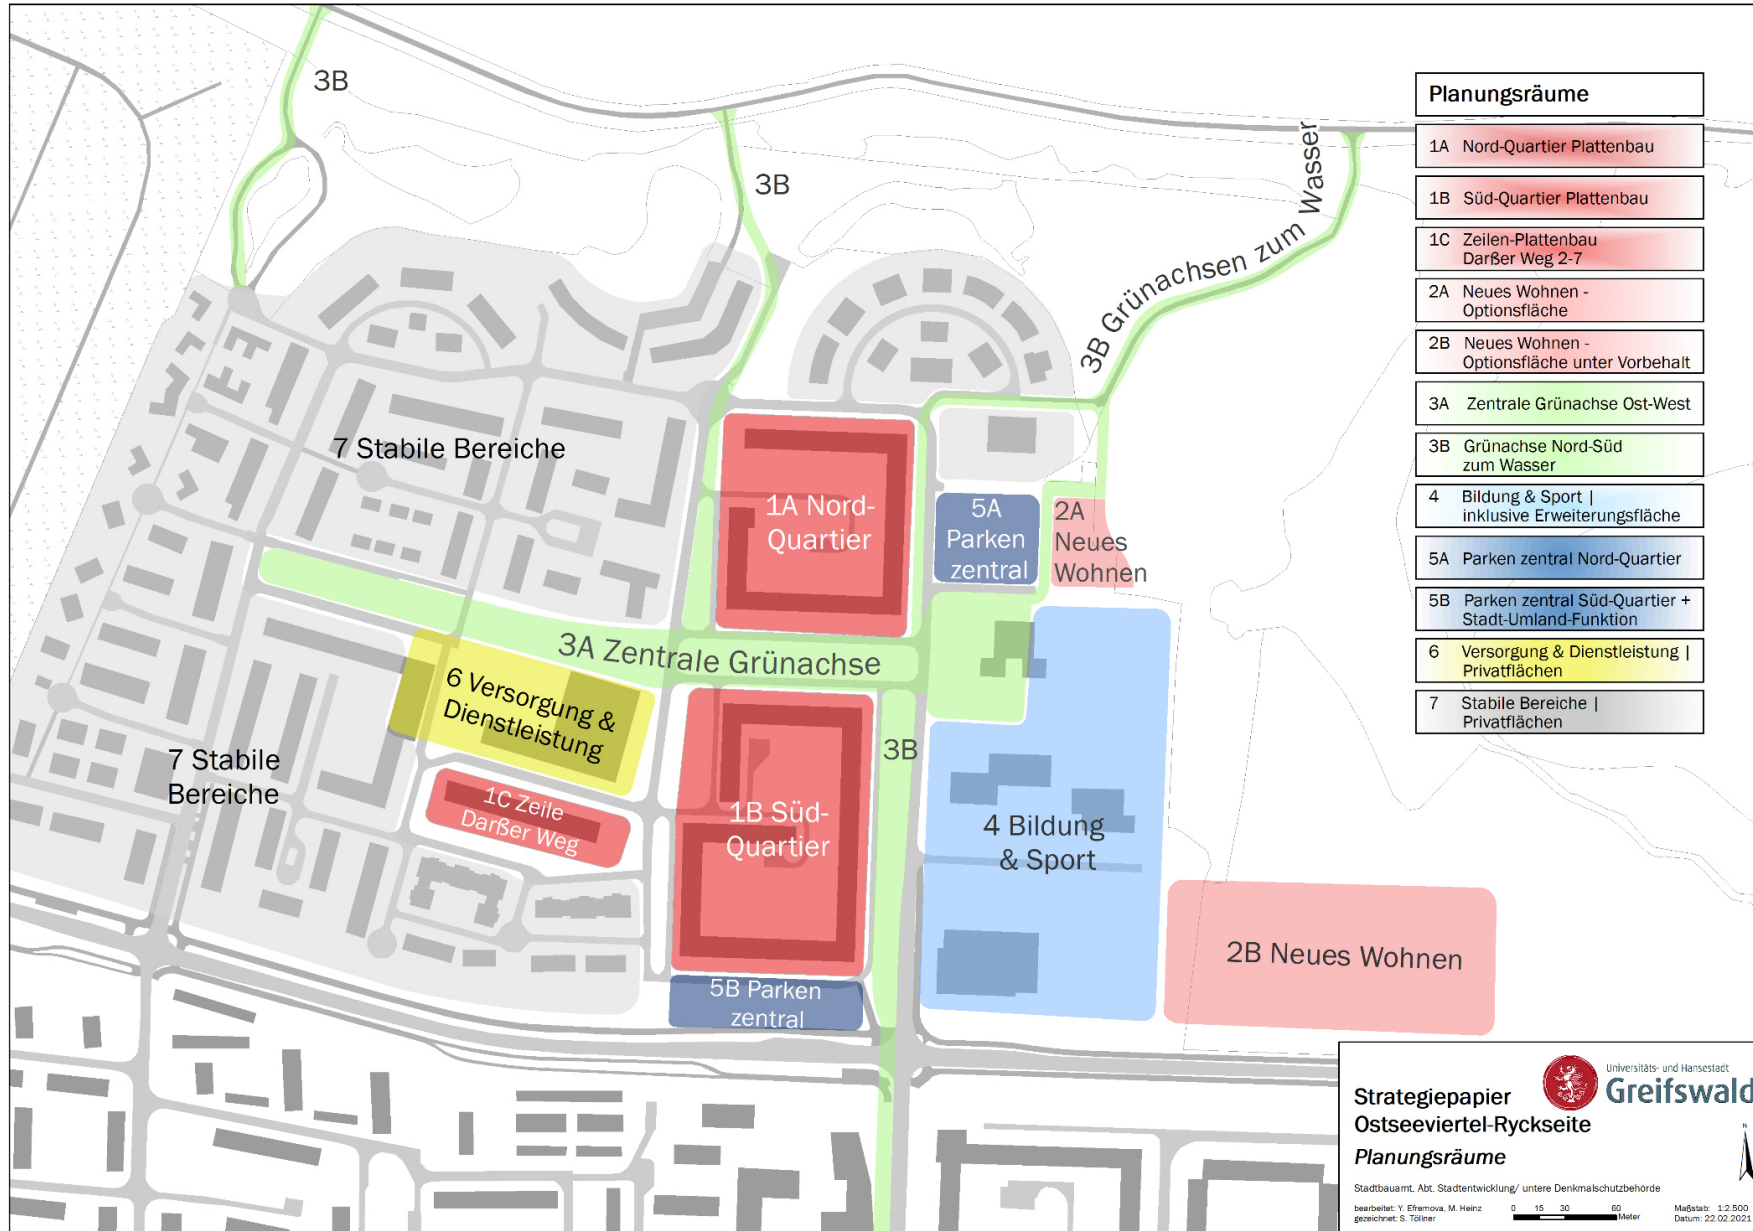 3B
3B
3B Grünachsen zum Wasser
7 Stabile Bereiche
1A Nord-
Quartier
5A
Parken
zentral
2A
Neues
Wohnen
3A Zentrale Grünachse
6 Versorgung &
Dienstleistung
7 Stabile
Bereiche
3B
1C Zeile
Darßer Weg
1B Süd-
Quartier
4 Bildung
& Sport
2B Neues Wohnen
5B Parken
zentral
Planungsräume
1A Nord-Quartier Plattenbau
1B Süd-Quartier Plattenbau
1C Zeilen-Plattenbau
Darßer Weg 2-7
2A Neues Wohnen -
Optionsfläche
2B Neues Wohnen -
Optionsfläche unter Vorbehalt
3A Zentrale Grünachse Ost-West
3B Grünachse Nord-Süd
zum Wasser
4 Bildung & Sport |
inklusive Erweiterungsfläche
5A Parken zentral Nord-Quartier
5B Parken zentral Süd-Quartier +
Stadt-Umland-Funktion
6 Versorgung & Dienstleistung |
Privatflächen
7 Stabile Bereiche |
Privatflächen
Strategiepapier
Ostseeviertel-Ryckseite
Planungsräume
Universitäts- und Hansestadt
Greifswald
N
Stadtbauamt, Abt. Stadtentwicklung/ untere Denkmalschutzbehörde
bearbeitet: Y. Efremova, M. Heinz
gezeichnet: S. Töllner
0 15 30 60
Meter
Maßstab: 1:2.500
Datum: 22.02.2021